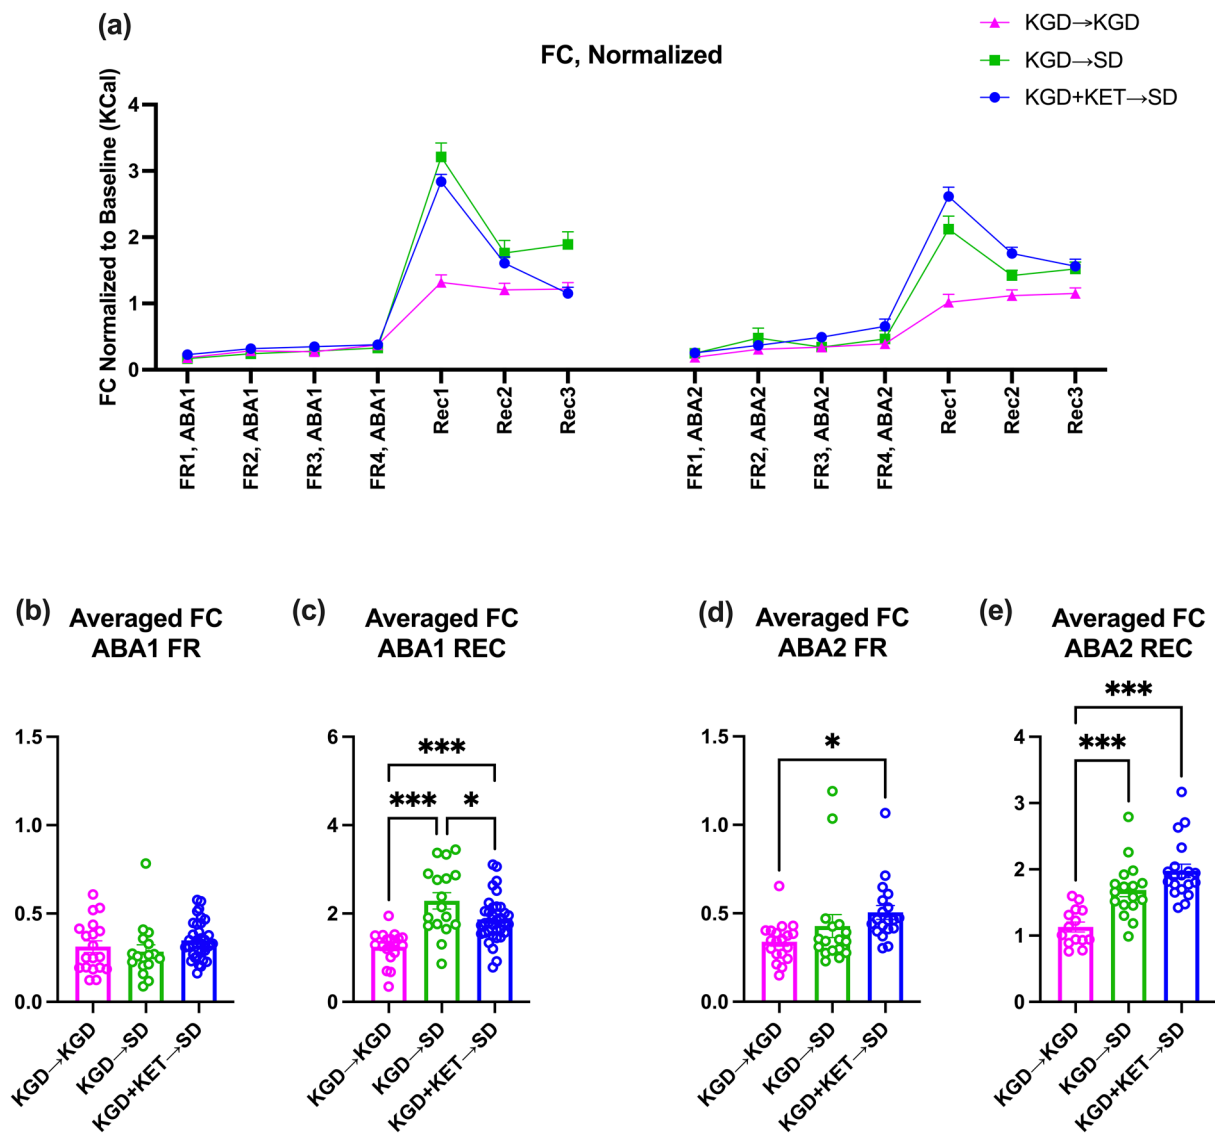 (a)
FC, Normalized
KGD→KGD
KGD→SD
KGD+KET→SD
FC Normalized to Baseline (KCal)
4
3
2
1
0
FR1, ABA1
FR2, ABA1
FR3, ABA1
FR4, ABA1
Rec1
Rec2
Rec3
FR1, ABA2
FR2, ABA2
FR3, ABA2
FR4, ABA2
Rec1
Rec2
Rec3
(b)
Averaged FC
ABA1 FR
1.5
1.0
0.5
0.0
KGD→KGD
KGD→SD
KGD+KET→SD
(c)
Averaged FC
ABA1 REC
***
***
*
6
4
2
0
KGD→KGD
KGD→SD
KGD+KET→SD
(d)
Averaged FC
ABA2 FR
*
1.5
1.0
0.5
0.0
KGD→KGD
KGD→SD
KGD+KET→SD
(e)
Averaged FC
ABA2 REC
***
***
4
3
2
1
0
KGD→KGD
KGD→SD
KGD+KET→SD